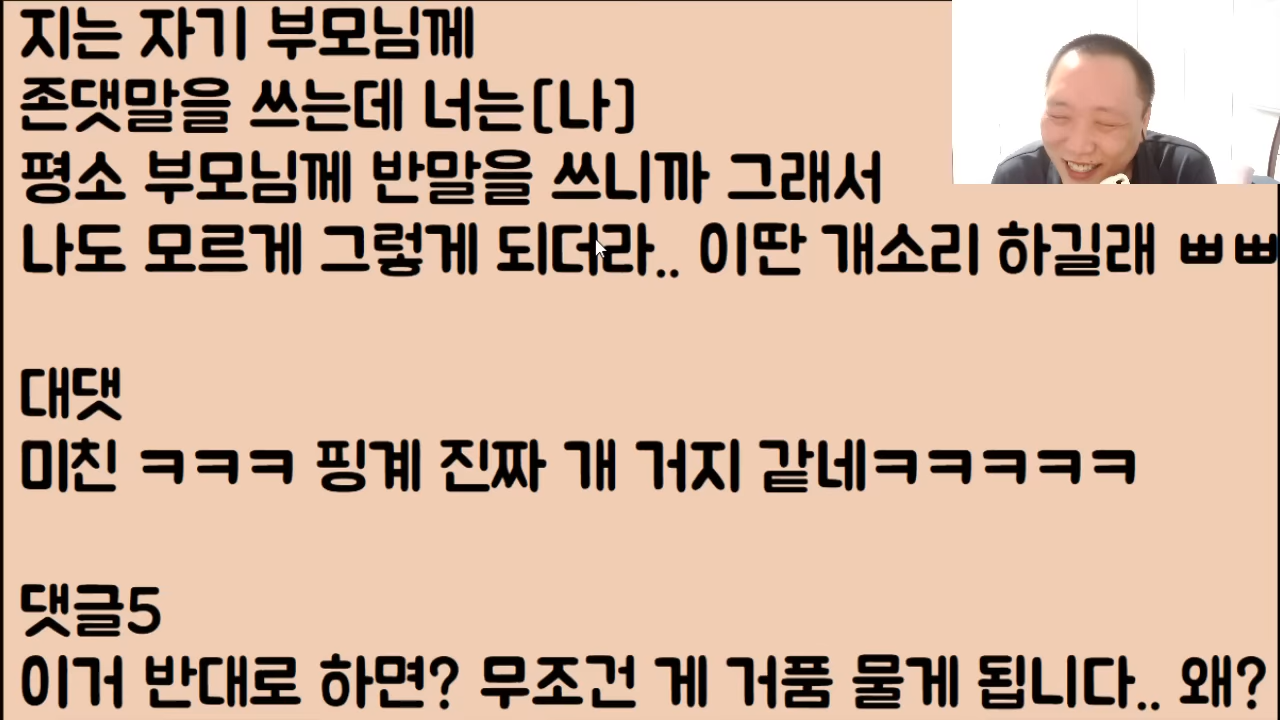 지는 자기 부모님께
존댓말을 쓰는데 너는[나]
평소 부모님께 반말을 쓰니까 그래서
나도 모르게 그렇게 되더라.. 이딴 개소리 하길래 ㅃㅃ
대댓
미친 ㅋㅋㅋ 핑계 진짜 개 거지 같네ㅋㅋㅋㅋㅋ
댓글5
이거 반대로 하면? 무조건 게 거품 물게 됩니다.. 왜?